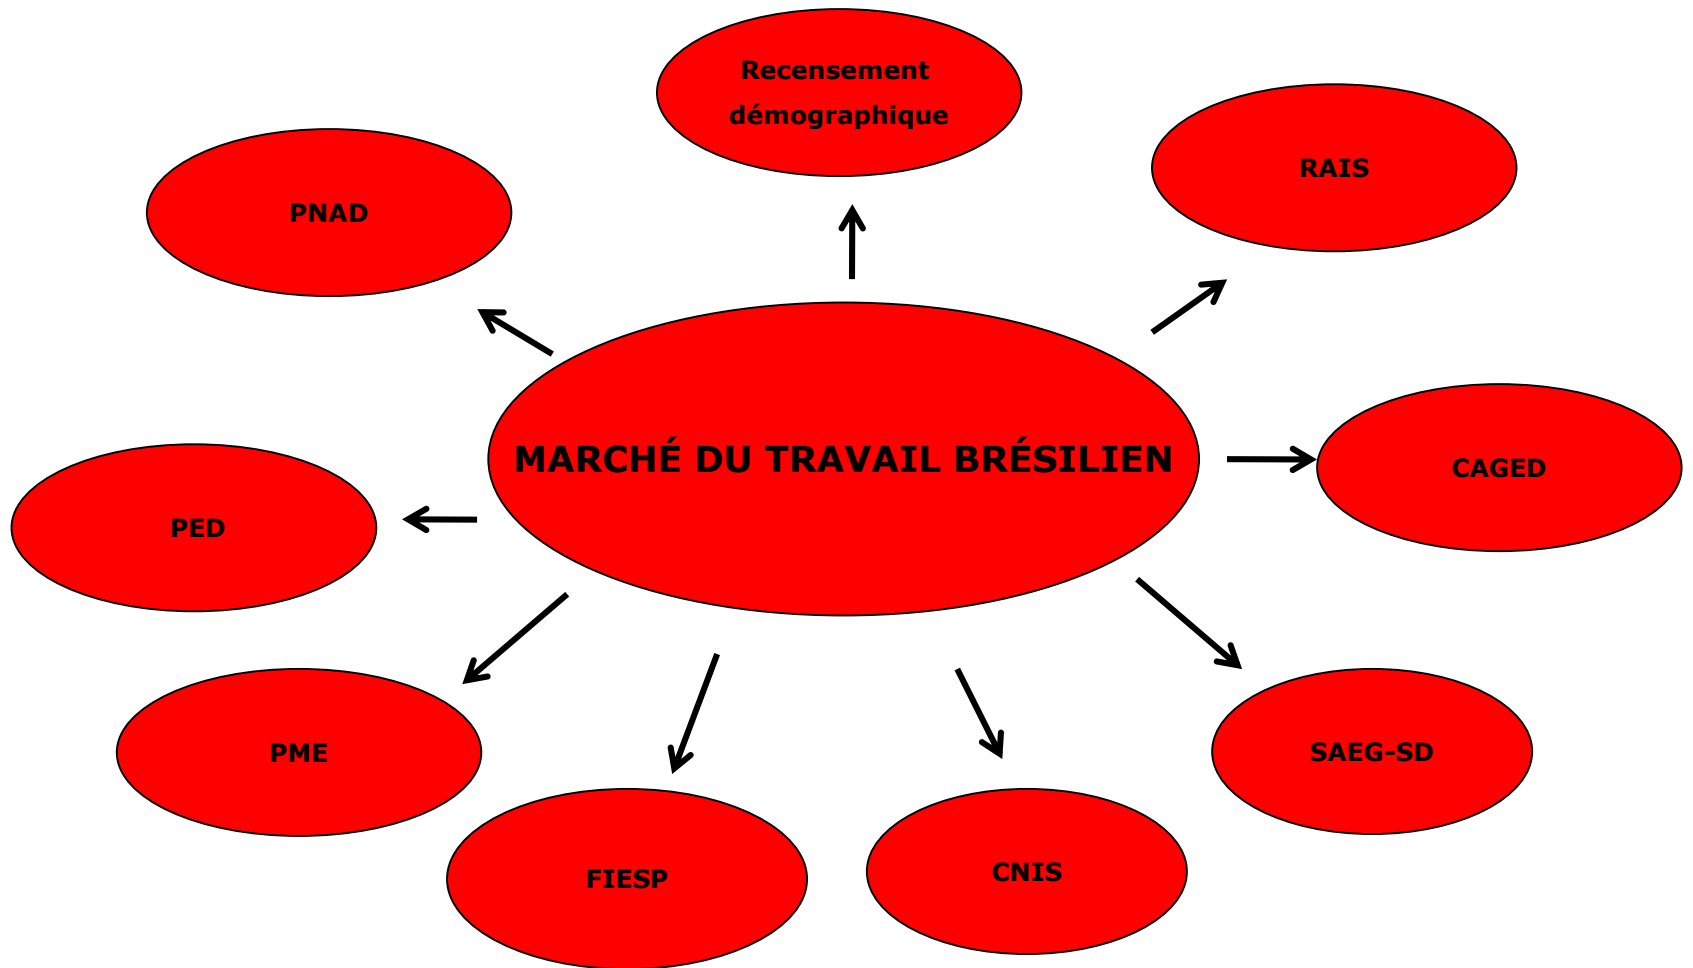 Recensement
démographique
RAIS
PNAD
MARCHÉ DU TRAVAIL BRÉSILIEN
CAGED
PED
PME
SAEG-SD
FIESP
CNIS